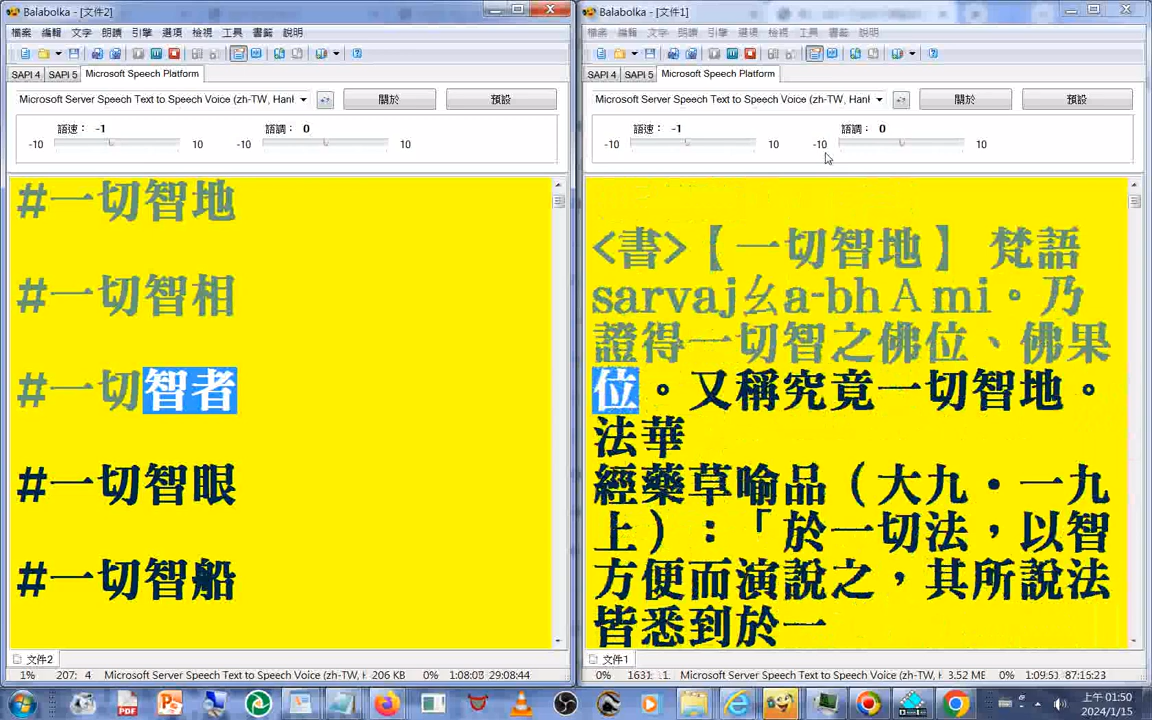 Balabolka - [文件2]
檔案 編輯 文字 朗讀 引擎 選項 檢視 工具 書籤 說明
SAPI 4 SAPI 5 Microsoft Speech Platform
Microsoft Server Speech Text to Speech Voice (zh-TW, Hanl 關於 預設
語速： -1 語調： 0
-10 10 -10 10
#一切智地
#一切智相
#一切智者
#一切智眼
#一切智船
文件2
1% 207; 4 Microsoft Server Speech Text to Speech Voice (zh-TW, H 206 KB 0% 1:08:03 29:08:44
Balabolka - [文件1]
檔案 編輯 文字 朗讀 引擎 選項 檢視 工具 書籤 說明
SAPI 4 SAPI 5 Microsoft Speech Platform
Microsoft Server Speech Text to Speech Voice (zh-TW, Hanl 關於 預設
語速： -1 語調： 0
-10 10 -10 10
<書>【一切智地】 梵語
sarvaj幺a-bhＡmi。乃
證得一切智之佛位、佛果
位。又稱究竟一切智地。
法華
經藥草喻品（大九・一九
上）：「於一切法，以智
方便而演說之，其所說法
皆悉到於一
文件1
0% Microsoft Server Speech Text to Speech Voice (zh-TW, 3.52 MB 0% 87:15:23
上午 01:50
2024/1/15